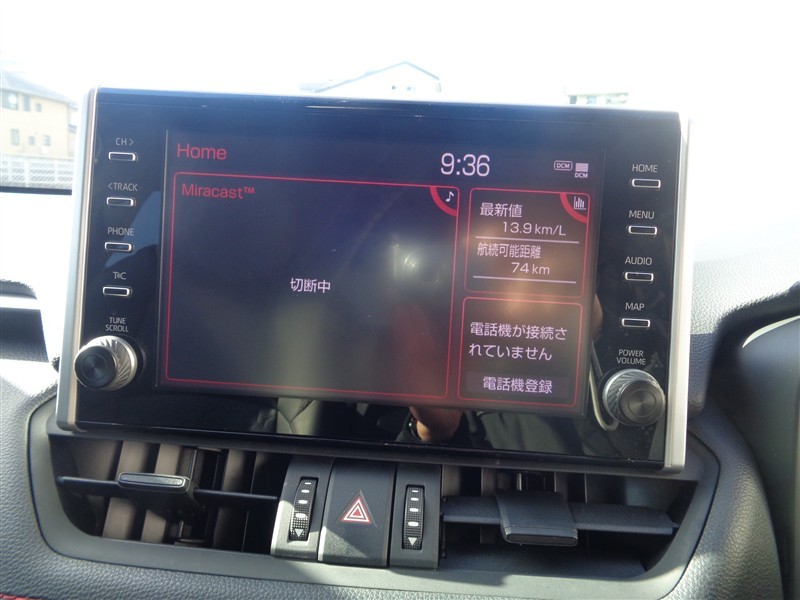 CH >
< TRACK
PHONE
T*C
TUNE
SCROLL
Home
9:36
DCM
DCM
Miracast™
切断中
最新値
13.9 km/L
航続可能距離
74 km
電話機が接続さ
れていません
電話機登録
HOME
MENU
AUDIO
MAP
POWER
VOLUME